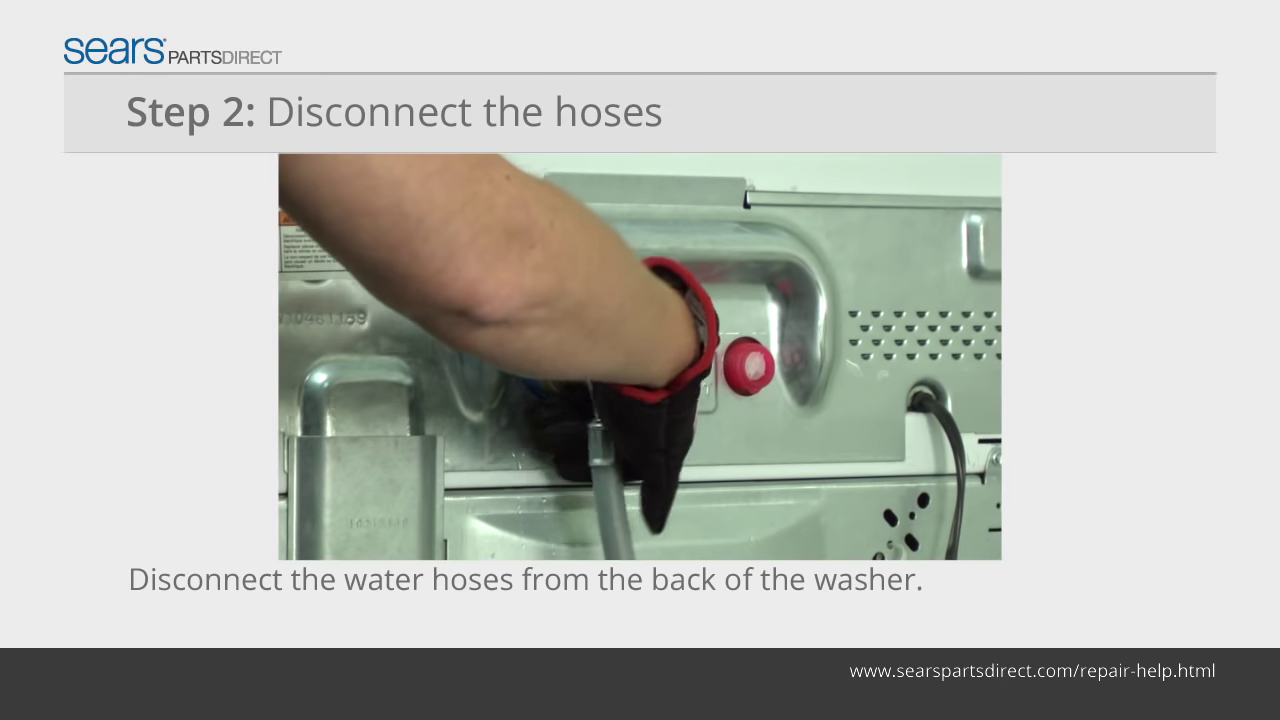 sears PARTSDIRECT
Step 2: Disconnect the hoses
Disconnect the water hoses from the back of the washer.
www.searspartsdirect.com/repair-help.html